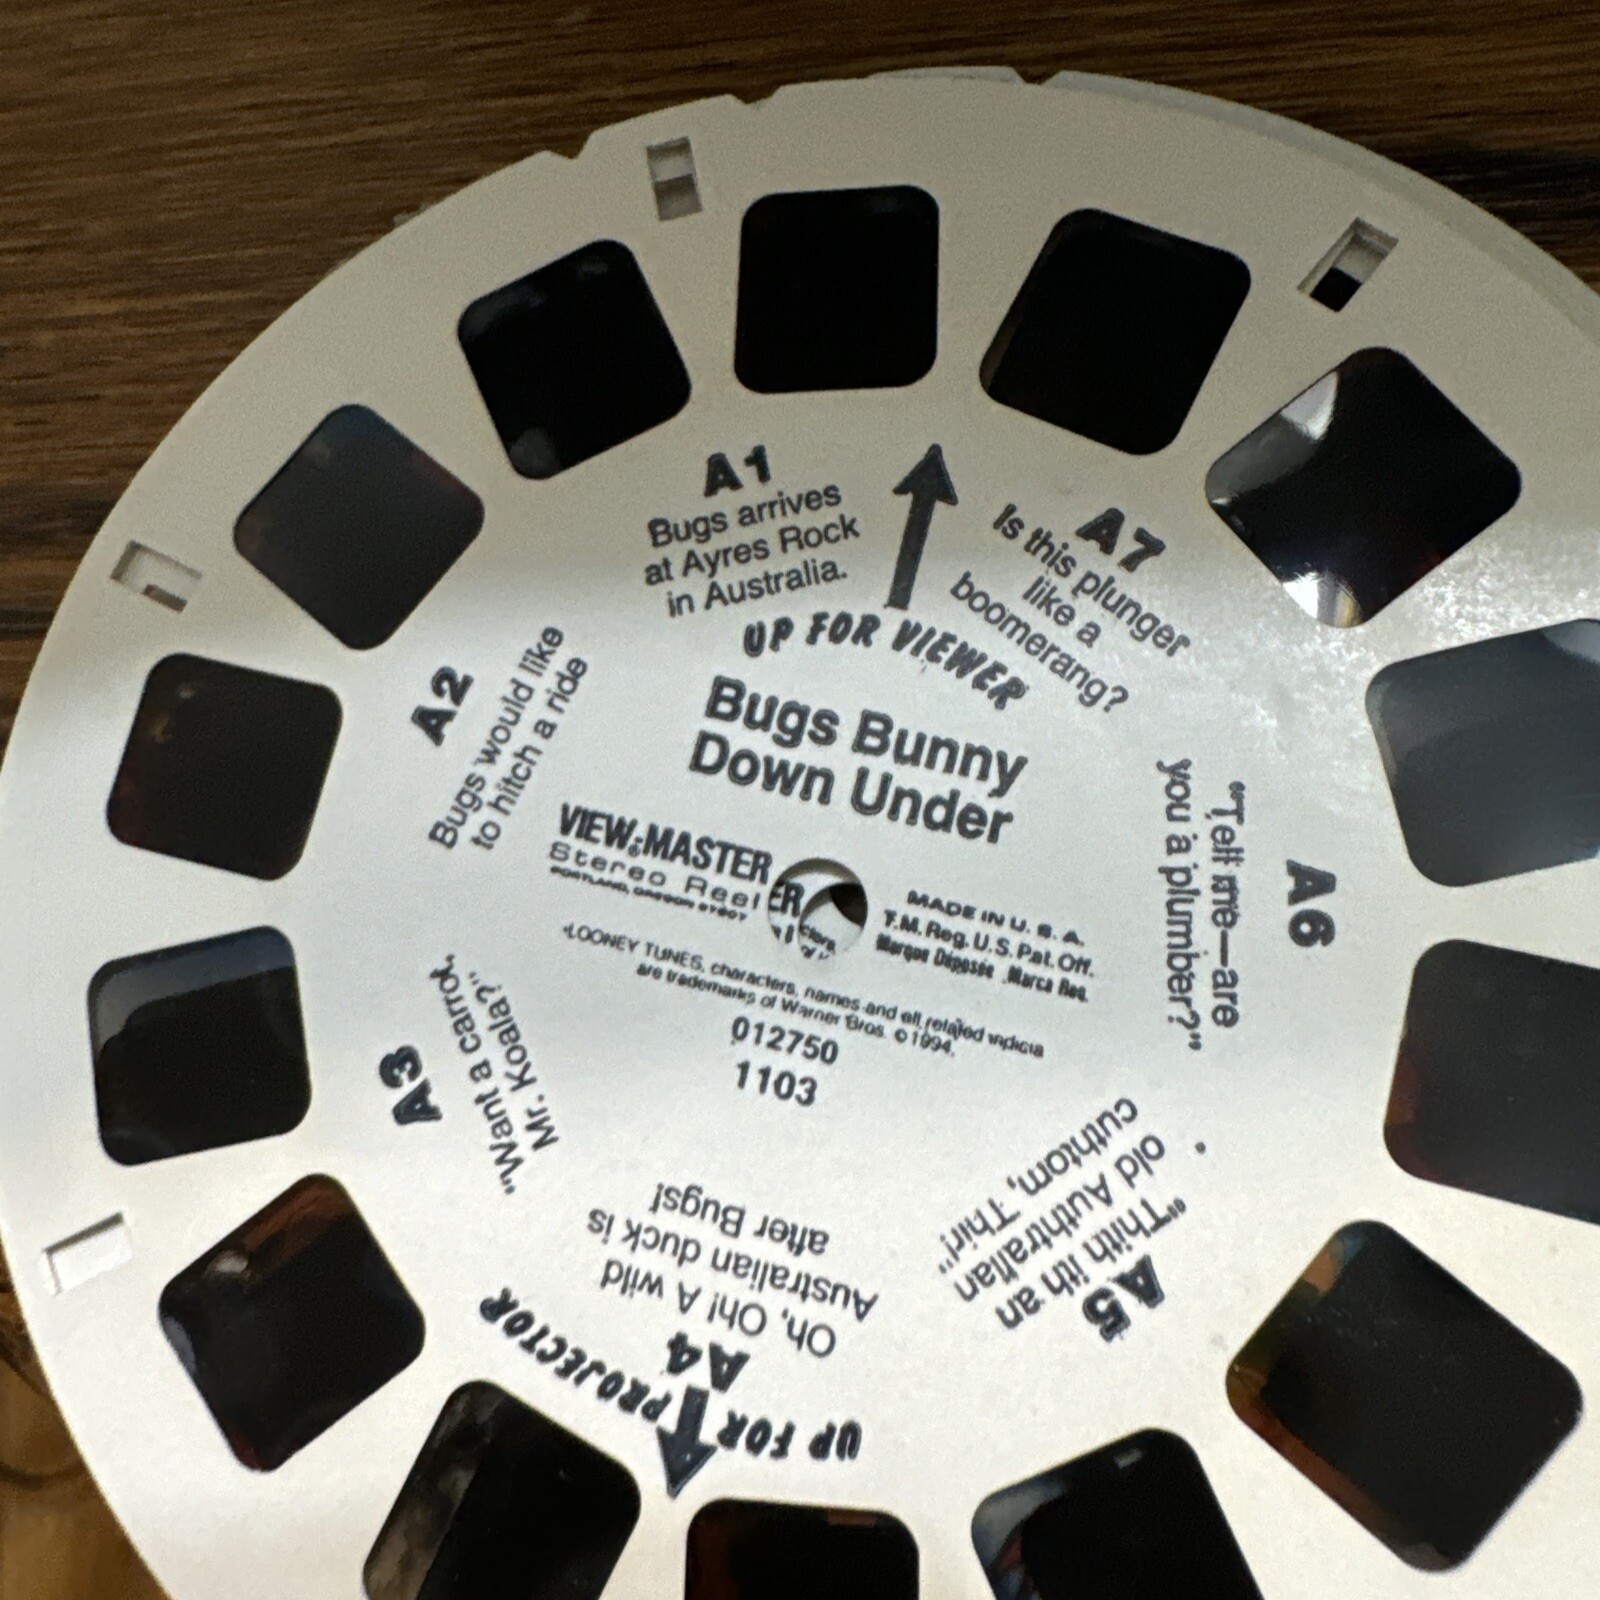 A1
Bugs arrives
at Ayres Rock
in Australia.
A7
Is this plunger
like a
boomerang?
UP FOR VIEWER
A2
Bugs would like
to hitch a ride
Bugs Bunny
Down Under
VIEW-MASTER
Stereo Reel
PORTLAND, OREGON 97207
ER
MADE IN U. S. A.
T.M. Reg. U.S. Pat. Off.
Marque Déposée Marca Reg.
LOONEY TUNES, characters, names and all related indicia
are trademarks of Warner Bros. ©1994.
012750
1103
A6
"Tell me—are
you a plumber?"
A3
"Want a carrot,
Mr. Koala?"
A5
"Thith ith an
old Authtralian
cuthtom, Thir!"
A4
Oh, Oh! A wild
Australian duck is
after Bugs!
UP FOR PROJECTOR